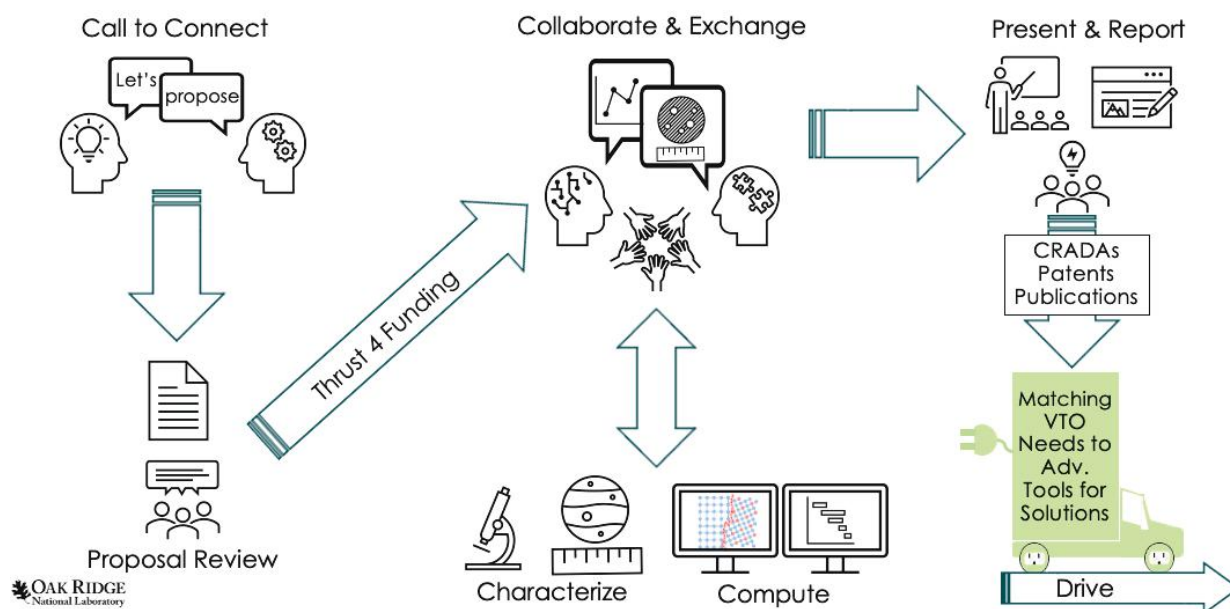 Call to Connect
Let's
propose
Proposal Review
Thrust 4 Funding
Collaborate & Exchange
Characterize
Compute
Present & Report
CRADAs
Patents
Publications
Matching
VTO
Needs to
Adv.
Tools for
Solutions
Drive
OAK RIDGE
National Laboratory